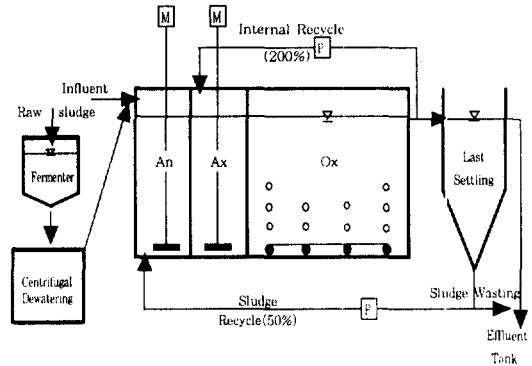 M
M
Internal Recycle
P
(200%)
Influent
Raw sludge
Fermenter
An
Ax
Ox
Last
Settling
Centrifugal
Dewatering
Sludge
Recycle(50%)
P
Sludge Wasting
Effluent
Tank